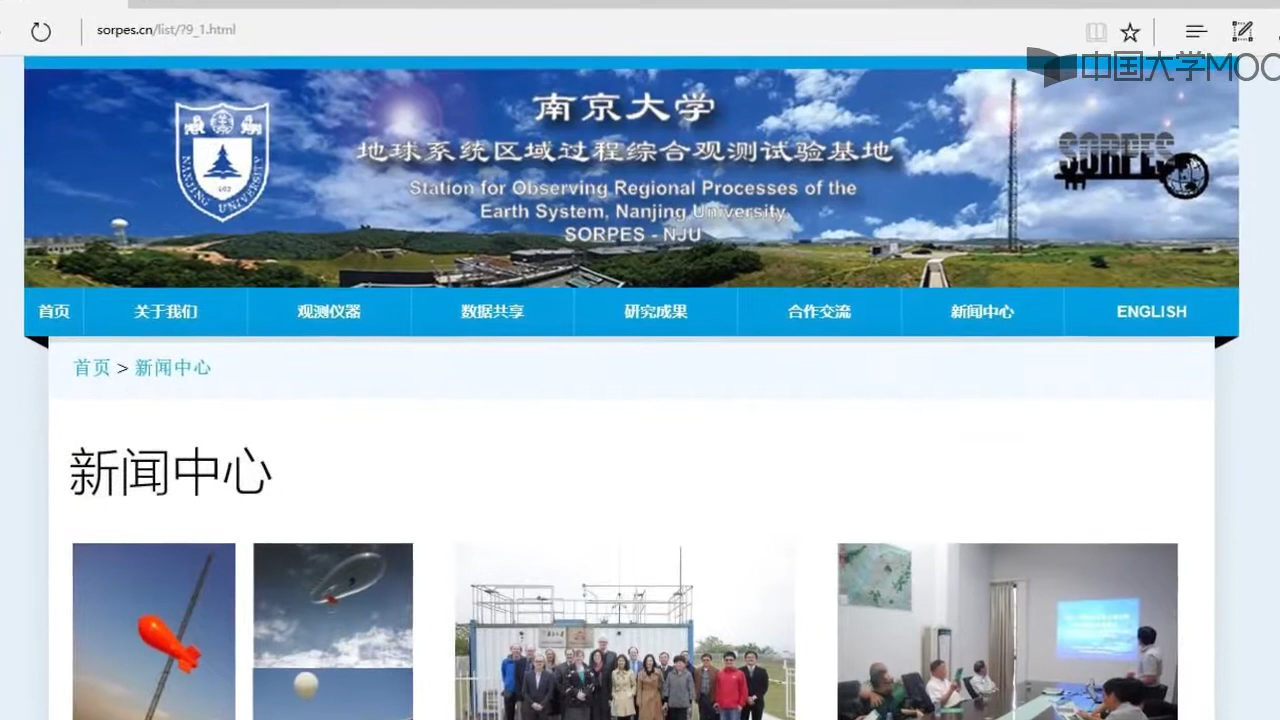 sorpes.cn/list/?9_1.html
中国大学MOO
南京大学
地球系统区域过程综合观测试验基地
Station for Observing Regional Processes of the
Earth System, Nanjing University
SORPES - NJU
NANJING UNIVERSITY
SORPES
首页 关于我们 观测仪器 数据共享 研究成果 合作交流 新闻中心 ENGLISH
首页 > 新闻中心
新闻中心